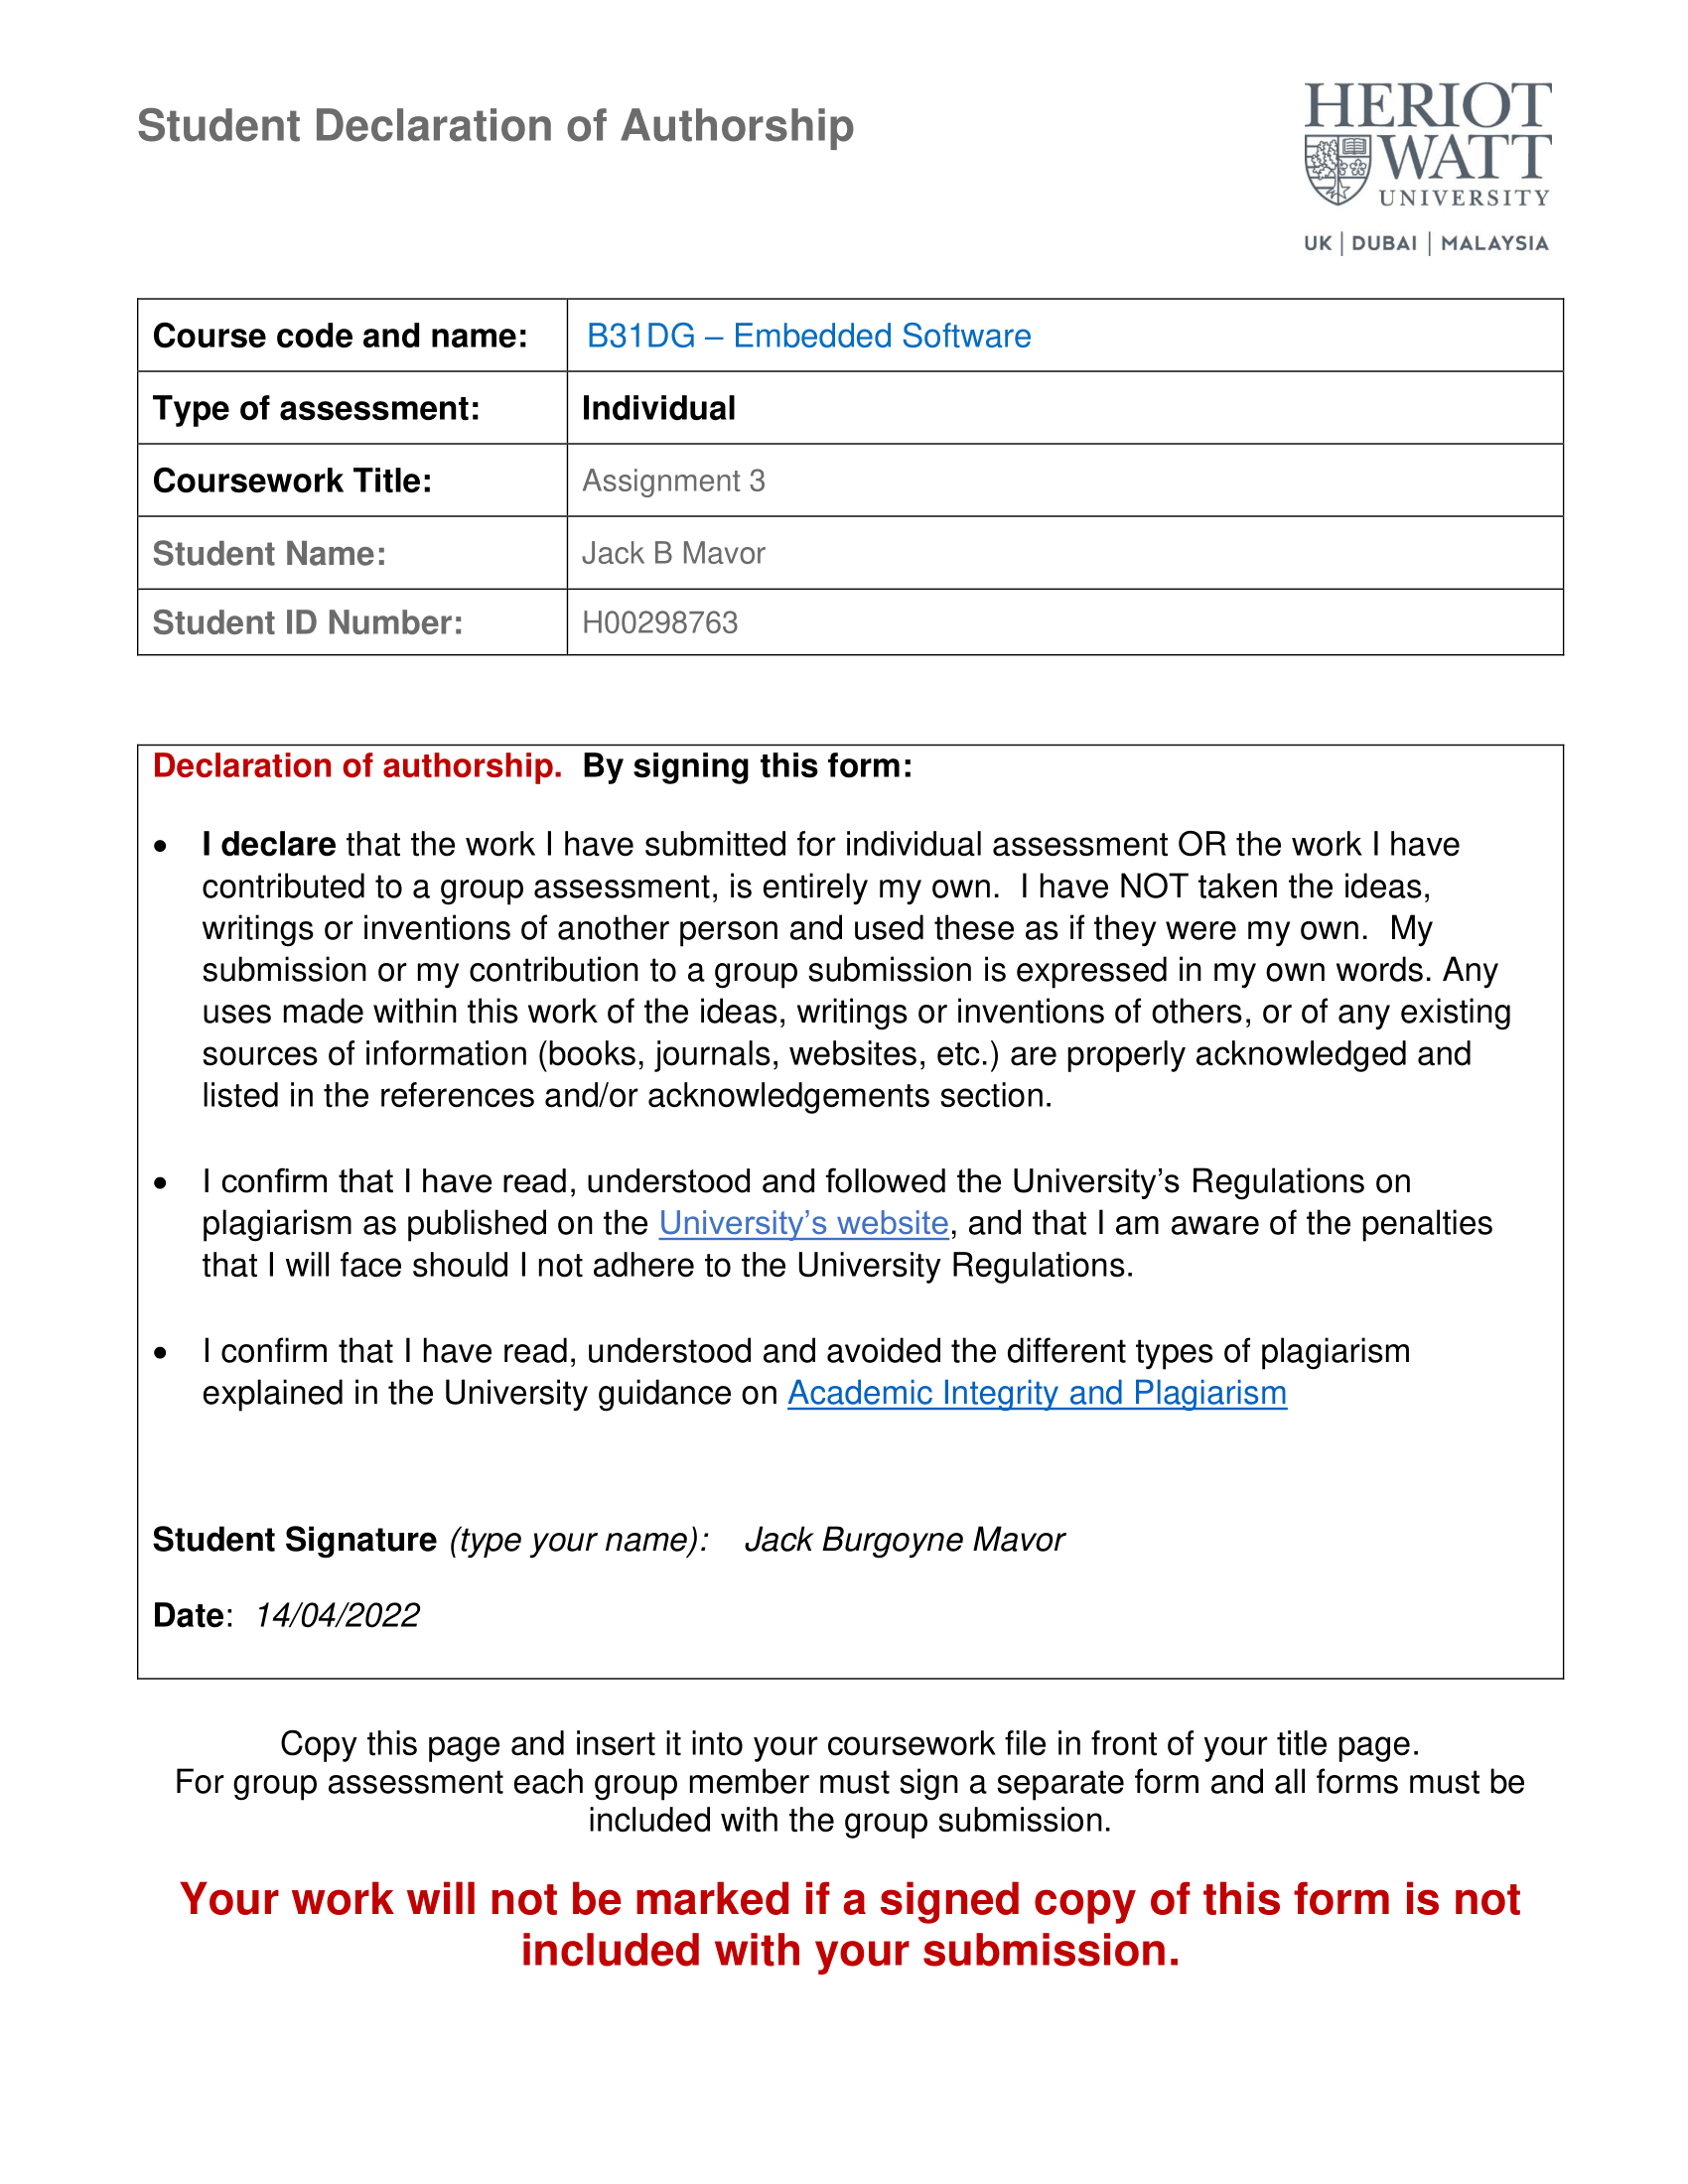 Student Declaration of Authorship
HERIOT
WATT
UNIVERSITY
UK | DUBAI | MALAYSIA
Course code and name: B31DG – Embedded Software
Type of assessment: Individual
Coursework Title: Assignment 3
Student Name: Jack B Mavor
Student ID Number: H00298763
Declaration of authorship. By signing this form:
• I declare that the work I have submitted for individual assessment OR the work I have
contributed to a group assessment, is entirely my own. I have NOT taken the ideas,
writings or inventions of another person and used these as if they were my own. My
submission or my contribution to a group submission is expressed in my own words. Any
uses made within this work of the ideas, writings or inventions of others, or of any existing
sources of information (books, journals, websites, etc.) are properly acknowledged and
listed in the references and/or acknowledgements section.
• I confirm that I have read, understood and followed the University’s Regulations on
plagiarism as published on the University’s website, and that I am aware of the penalties
that I will face should I not adhere to the University Regulations.
• I confirm that I have read, understood and avoided the different types of plagiarism
explained in the University guidance on Academic Integrity and Plagiarism
Student Signature (type your name): Jack Burgoyne Mavor
Date: 14/04/2022
Copy this page and insert it into your coursework file in front of your title page.
For group assessment each group member must sign a separate form and all forms must be
included with the group submission.
Your work will not be marked if a signed copy of this form is not
included with your submission.